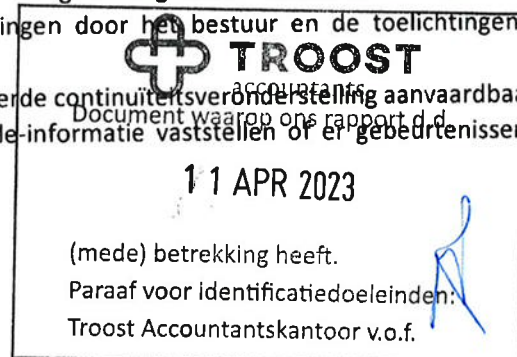 ingen door het bestuur en de toelichtingen
TROOST
accountants
erde continuïteitsveronderstelling aanvaardbaa
Document waarop ons rapport d.d.
le-informatie vaststellen of er gebeurtenissen
11 APR 2023
(mede) betrekking heeft.
Paraaf voor identificatiedoeleinden:
Troost Accountantskantoor v.o.f.